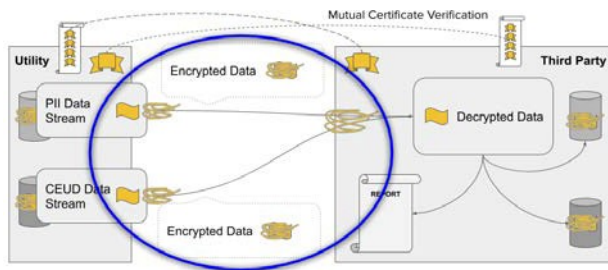 Mutual Certificate Verification
Utility
Third Party
Encrypted Data
PII Data
Stream
Decrypted Data
CEUD Data
Stream
REPORT
Encrypted Data